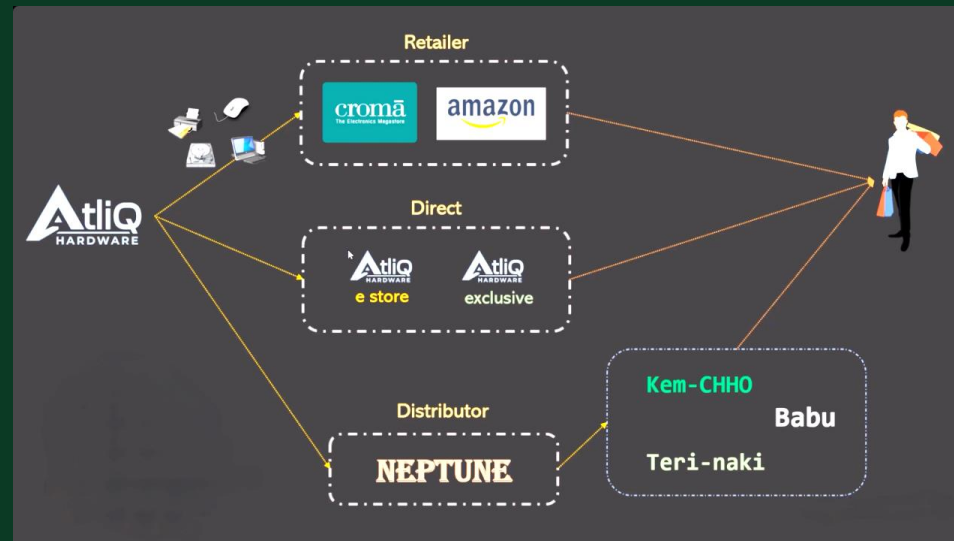 Retailer
cromā
The Electronics Megastore
amazon
AtliQ
HARDWARE
Direct
AtliQ
HARDWARE
e store
AtliQ
HARDWARE
exclusive
Distributor
NEPTUNE
Kem-CHHO
Babu
Teri-naki